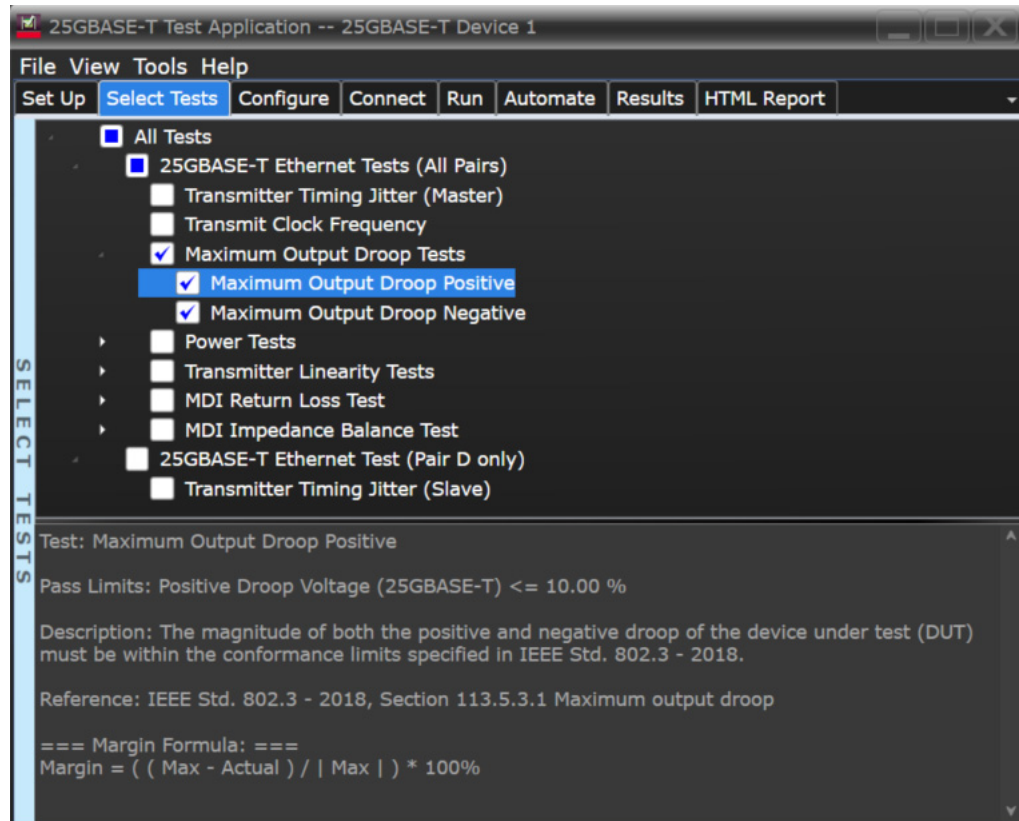 25GBASE-T Test Application -- 25GBASE-T Device 1
File View Tools Help
Set Up Select Tests Configure Connect Run Automate Results HTML Report
All Tests
25GBASE-T Ethernet Tests (All Pairs)
Transmitter Timing Jitter (Master)
Transmit Clock Frequency
Maximum Output Droop Tests
Maximum Output Droop Positive
Maximum Output Droop Negative
Power Tests
Transmitter Linearity Tests
MDI Return Loss Test
MDI Impedance Balance Test
25GBASE-T Ethernet Test (Pair D only)
Transmitter Timing Jitter (Slave)
SELECT TESTS
Test: Maximum Output Droop Positive
Pass Limits: Positive Droop Voltage (25GBASE-T) <= 10.00 %
Description: The magnitude of both the positive and negative droop of the device under test (DUT)
must be within the conformance limits specified in IEEE Std. 802.3 - 2018.
Reference: IEEE Std. 802.3 - 2018, Section 113.5.3.1 Maximum output droop
=== Margin Formula: ===
Margin = ( ( Max - Actual ) / | Max | ) * 100%